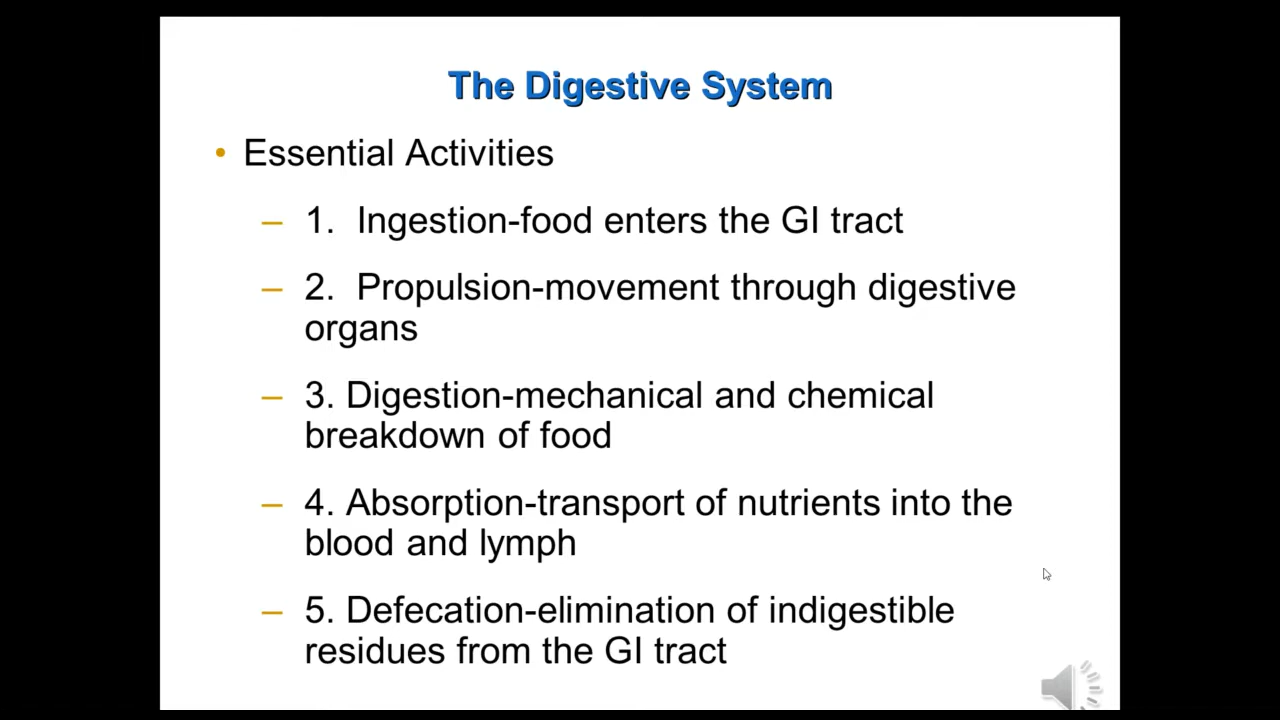 The Digestive System
• Essential Activities
– 1. Ingestion-food enters the GI tract
– 2. Propulsion-movement through digestive
organs
– 3. Digestion-mechanical and chemical
breakdown of food
– 4. Absorption-transport of nutrients into the
blood and lymph
– 5. Defecation-elimination of indigestible
residues from the GI tract